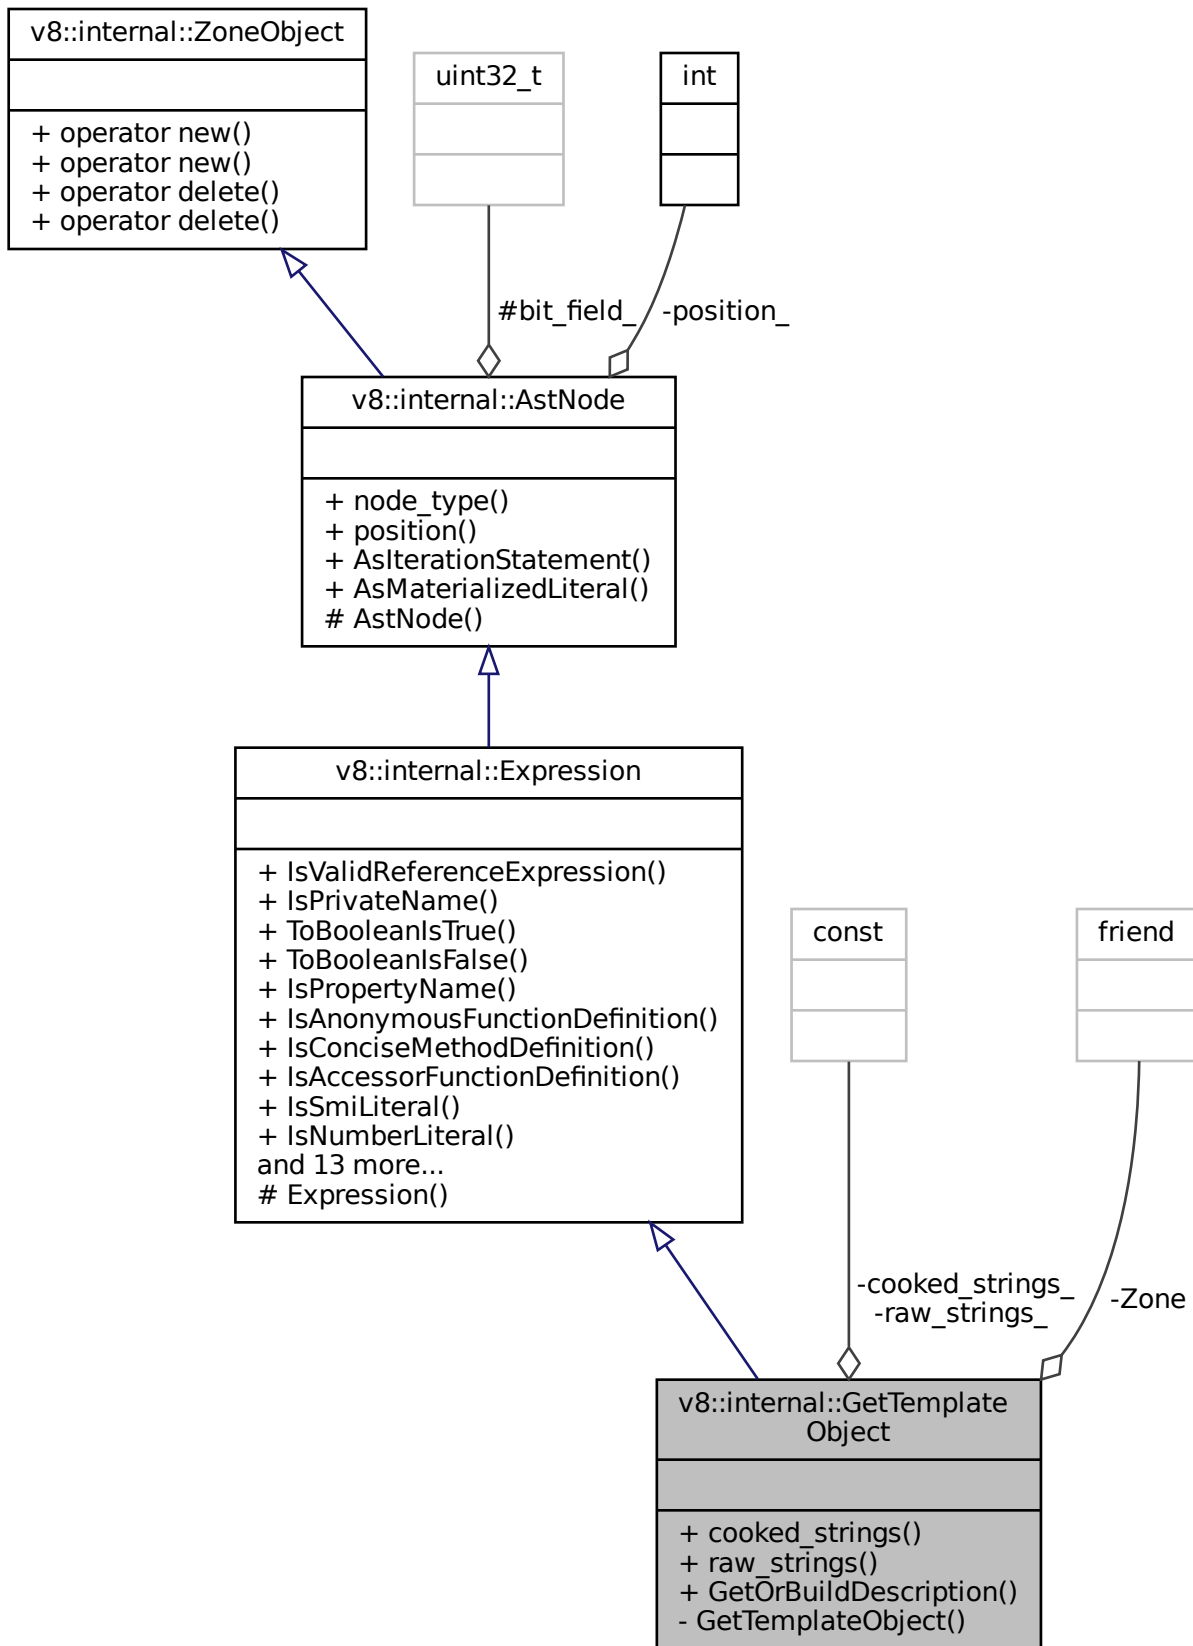 v8::internal::ZoneObject
+ operator new()
+ operator new()
+ operator delete()
+ operator delete()
uint32_t
int
#bit_field_
-position_
v8::internal::AstNode
+ node_type()
+ position()
+ AsIterationStatement()
+ AsMaterializedLiteral()
# AstNode()
v8::internal::Expression
+ IsValidReferenceExpression()
+ IsPrivateName()
+ ToBooleanIsTrue()
+ ToBooleanIsFalse()
+ IsPropertyName()
+ IsAnonymousFunctionDefinition()
+ IsConciseMethodDefinition()
+ IsAccessorFunctionDefinition()
+ IsSmiLiteral()
+ IsNumberLiteral()
and 13 more...
# Expression()
const
friend
-cooked_strings_
-raw_strings_
-Zone
v8::internal::GetTemplate
Object
+ cooked_strings()
+ raw_strings()
+ GetOrBuildDescription()
- GetTemplateObject()